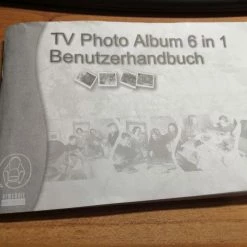 TV Photo Album 6 in 1
Benutzerhandbuch